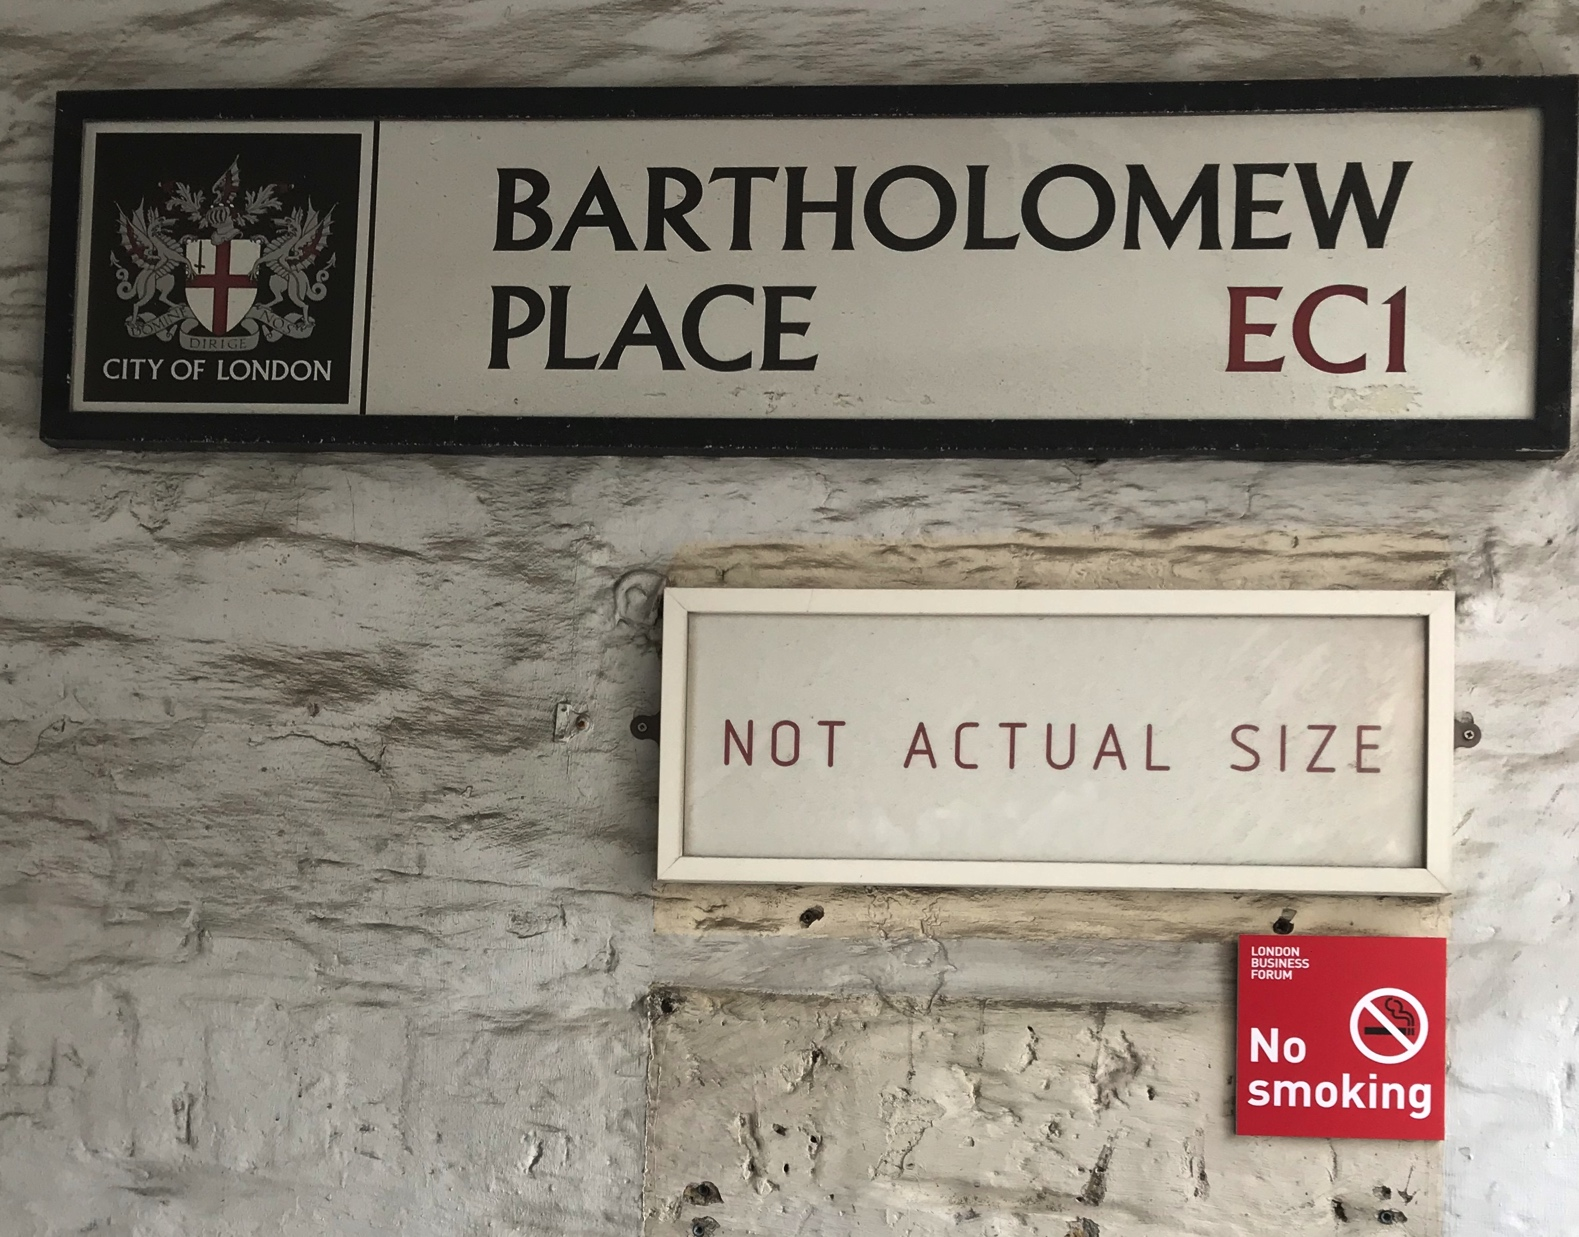 BARTHOLOMEW
PLACE EC1
DOMINE DIRIGE NOS
CITY OF LONDON
NOT ACTUAL SIZE
LONDON
BUSINESS
FORUM
No
smoking